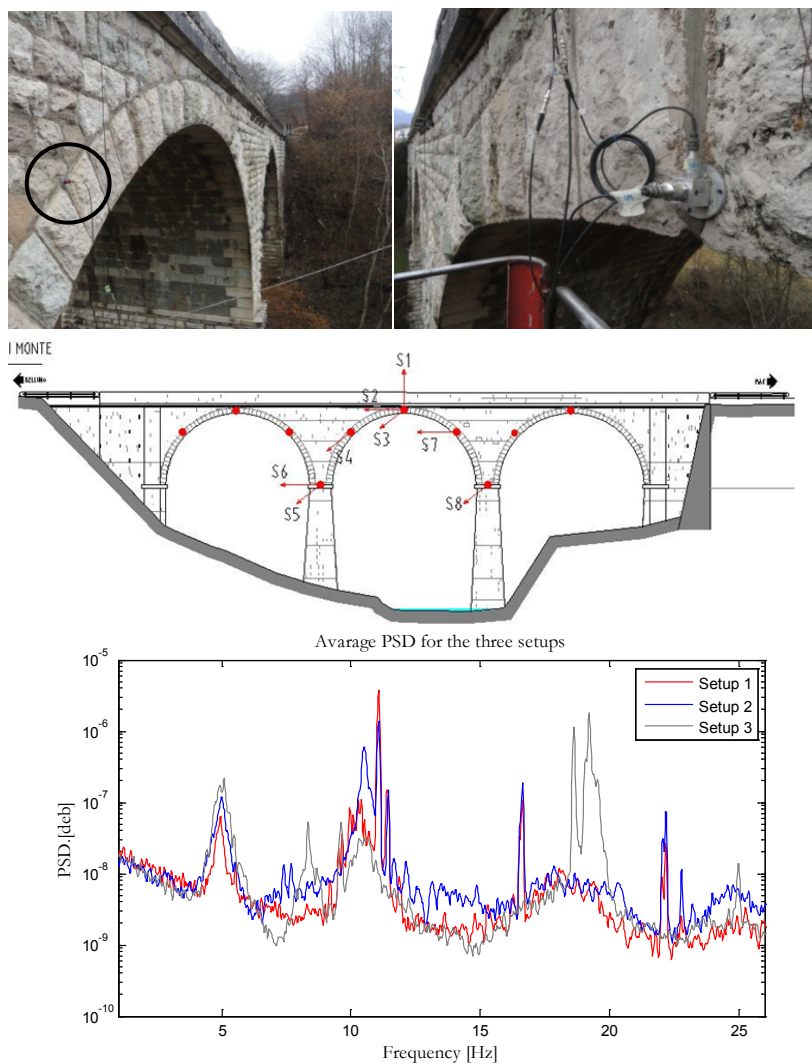 I MONTE
BELLUNO
S1
S2
S3
S4
S7
S6
S5
S8
Avarage PSD for the three setups
10-5
10-6
10-7
10-8
10-9
10-10
PSD.[deb]
Setup 1
Setup 2
Setup 3
5
10
15
20
25
Frequency [Hz]